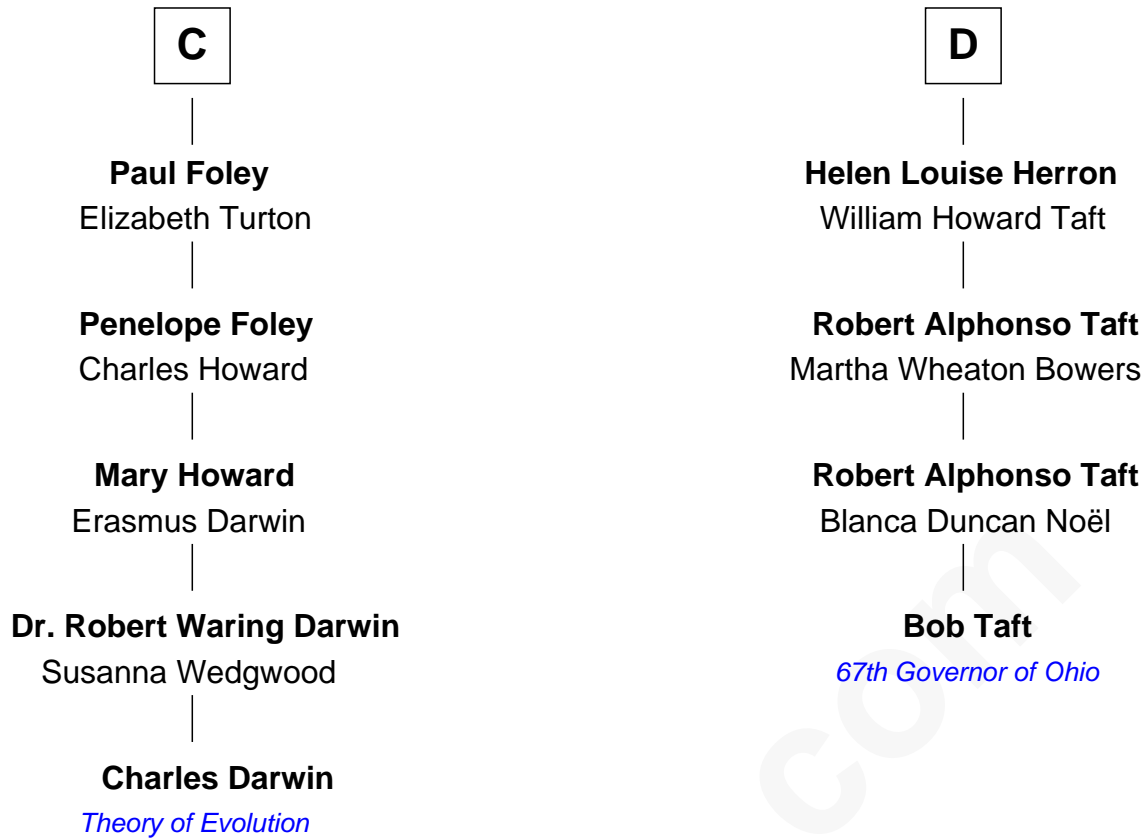 C
Paul Foley
Elizabeth Turton
Penelope Foley
Charles Howard
Mary Howard
Erasmus Darwin
Dr. Robert Waring Darwin
Susanna Wedgwood
Charles Darwin
Theory of Evolution
D
Helen Louise Herron
William Howard Taft
Robert Alphonso Taft
Martha Wheaton Bowers
Robert Alphonso Taft
Blanca Duncan Noël
Bob Taft
67th Governor of Ohio
com